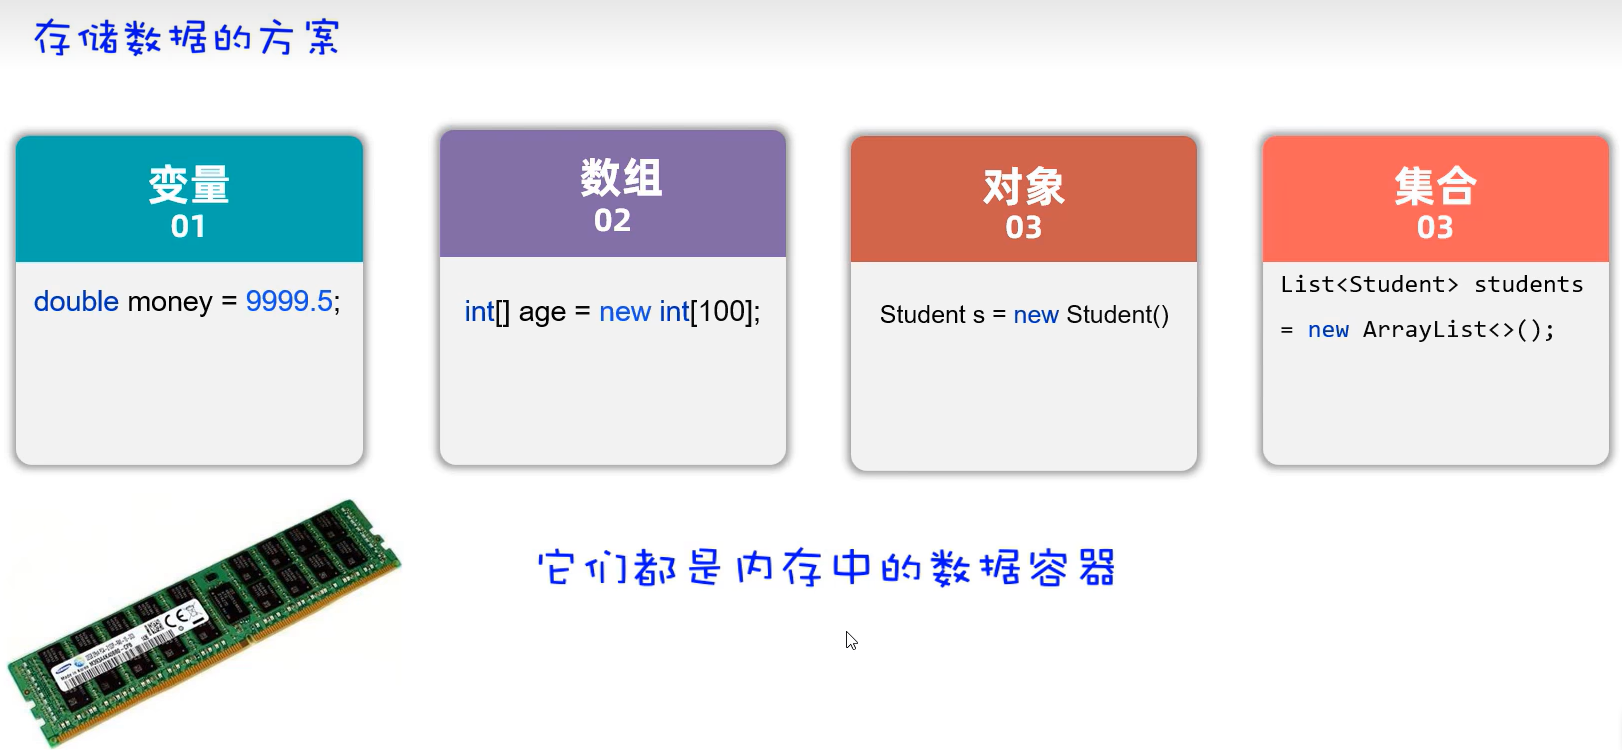 存储数据的方案
变量
01
double money = 9999.5;
数组
02
int[] age = new int[100];
对象
03
Student s = new Student()
集合
03
List<Student> students
= new ArrayList<>();
它们都是内存中的数据容器